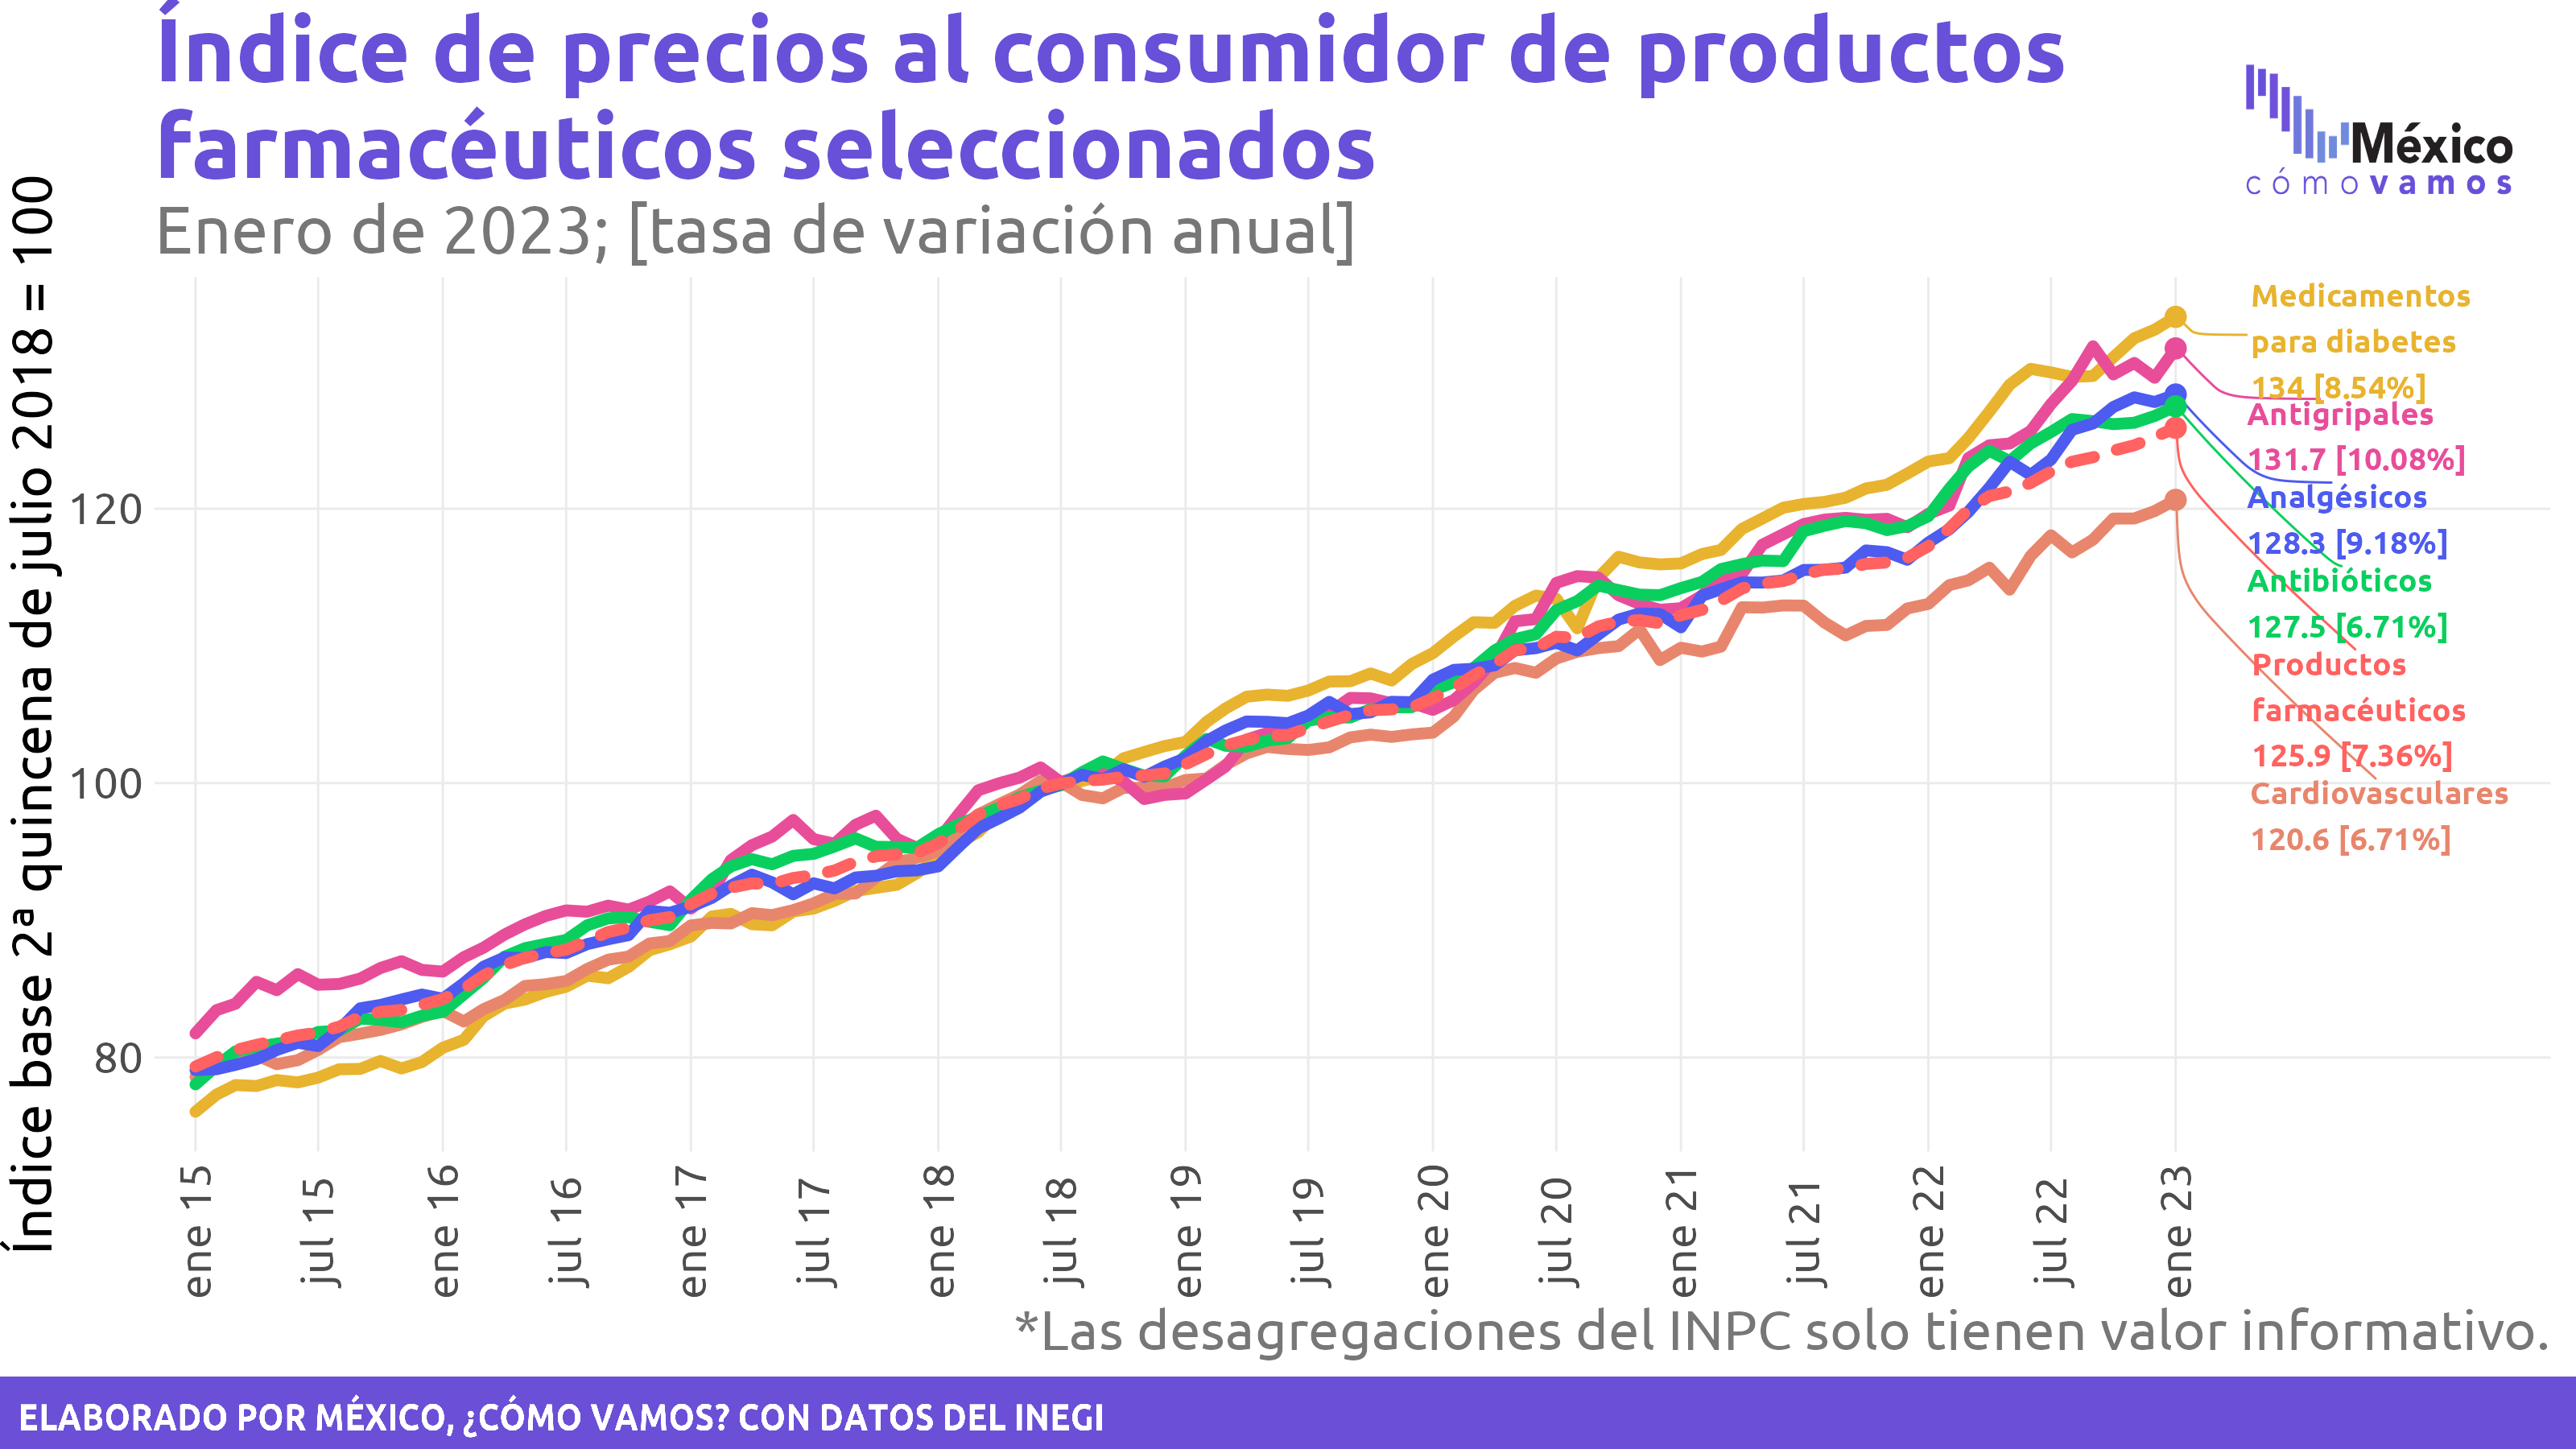 Índice de precios al consumidor de productos
farmacéuticos seleccionados
Enero de 2023; [tasa de variación anual]
México
cómo vamos
Índice base 2ª quincena de julio 2018 = 100
120
100
80
Medicamentos
para diabetes
134 [8.54%]
Antigripales
131.7 [10.08%]
Analgésicos
128.3 [9.18%]
Antibióticos
127.5 [6.71%]
Productos
farmacéuticos
125.9 [7.36%]
Cardiovasculares
120.6 [6.71%]
ene 15
jul 15
ene 16
jul 16
ene 17
jul 17
ene 18
jul 18
ene 19
jul 19
ene 20
jul 20
ene 21
jul 21
ene 22
jul 22
ene 23
*Las desagregaciones del INPC solo tienen valor informativo.
ELABORADO POR MÉXICO, ¿CÓMO VAMOS? CON DATOS DEL INEGI